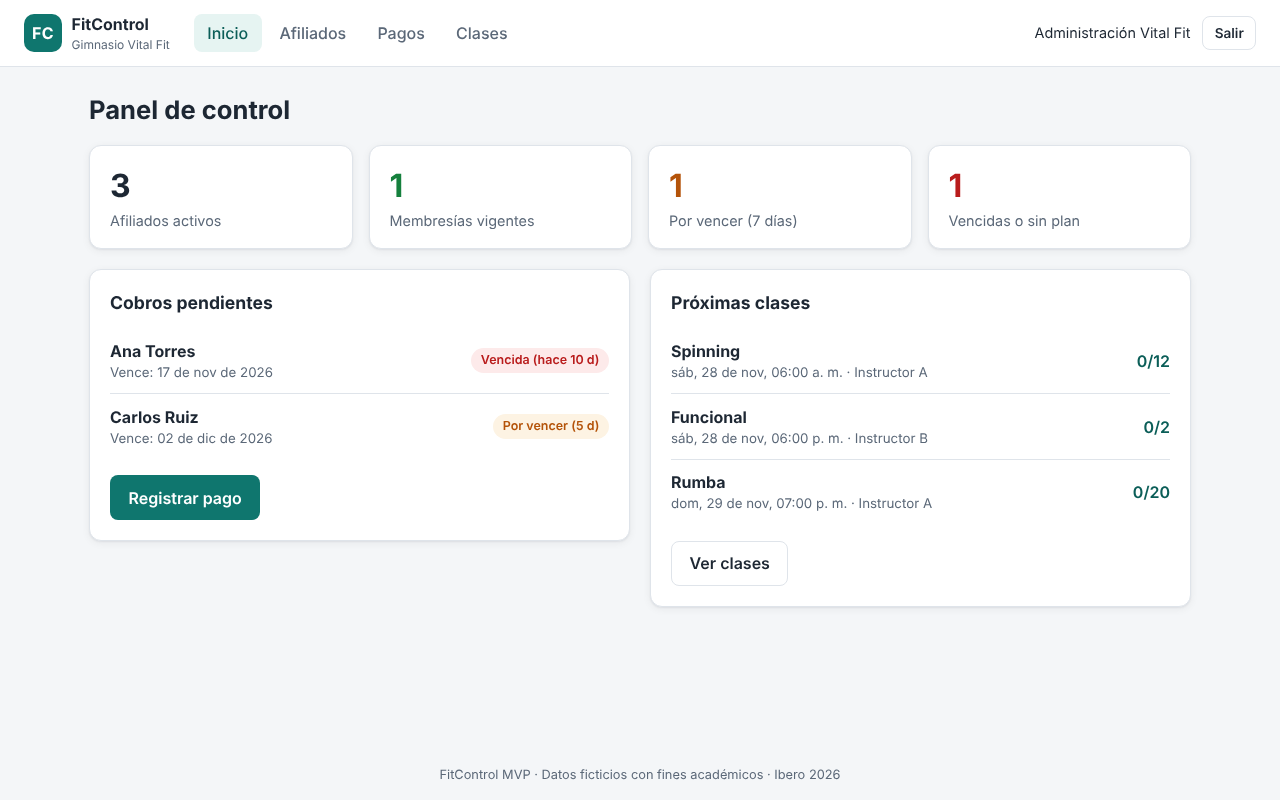 FC
FitControl
Gimnasio Vital Fit
Inicio
Afiliados
Pagos
Clases
Administración Vital Fit
Salir
Panel de control
3
Afiliados activos
1
Membresías vigentes
1
Por vencer (7 días)
1
Vencidas o sin plan
Cobros pendientes
Ana Torres
Vence: 17 de nov de 2026
Vencida (hace 10 d)
Carlos Ruiz
Vence: 02 de dic de 2026
Por vencer (5 d)
Registrar pago
Próximas clases
Spinning
sáb, 28 de nov, 06:00 a. m. · Instructor A
0/12
Funcional
sáb, 28 de nov, 06:00 p. m. · Instructor B
0/2
Rumba
dom, 29 de nov, 07:00 p. m. · Instructor A
0/20
Ver clases
FitControl MVP · Datos ficticios con fines académicos · Ibero 2026